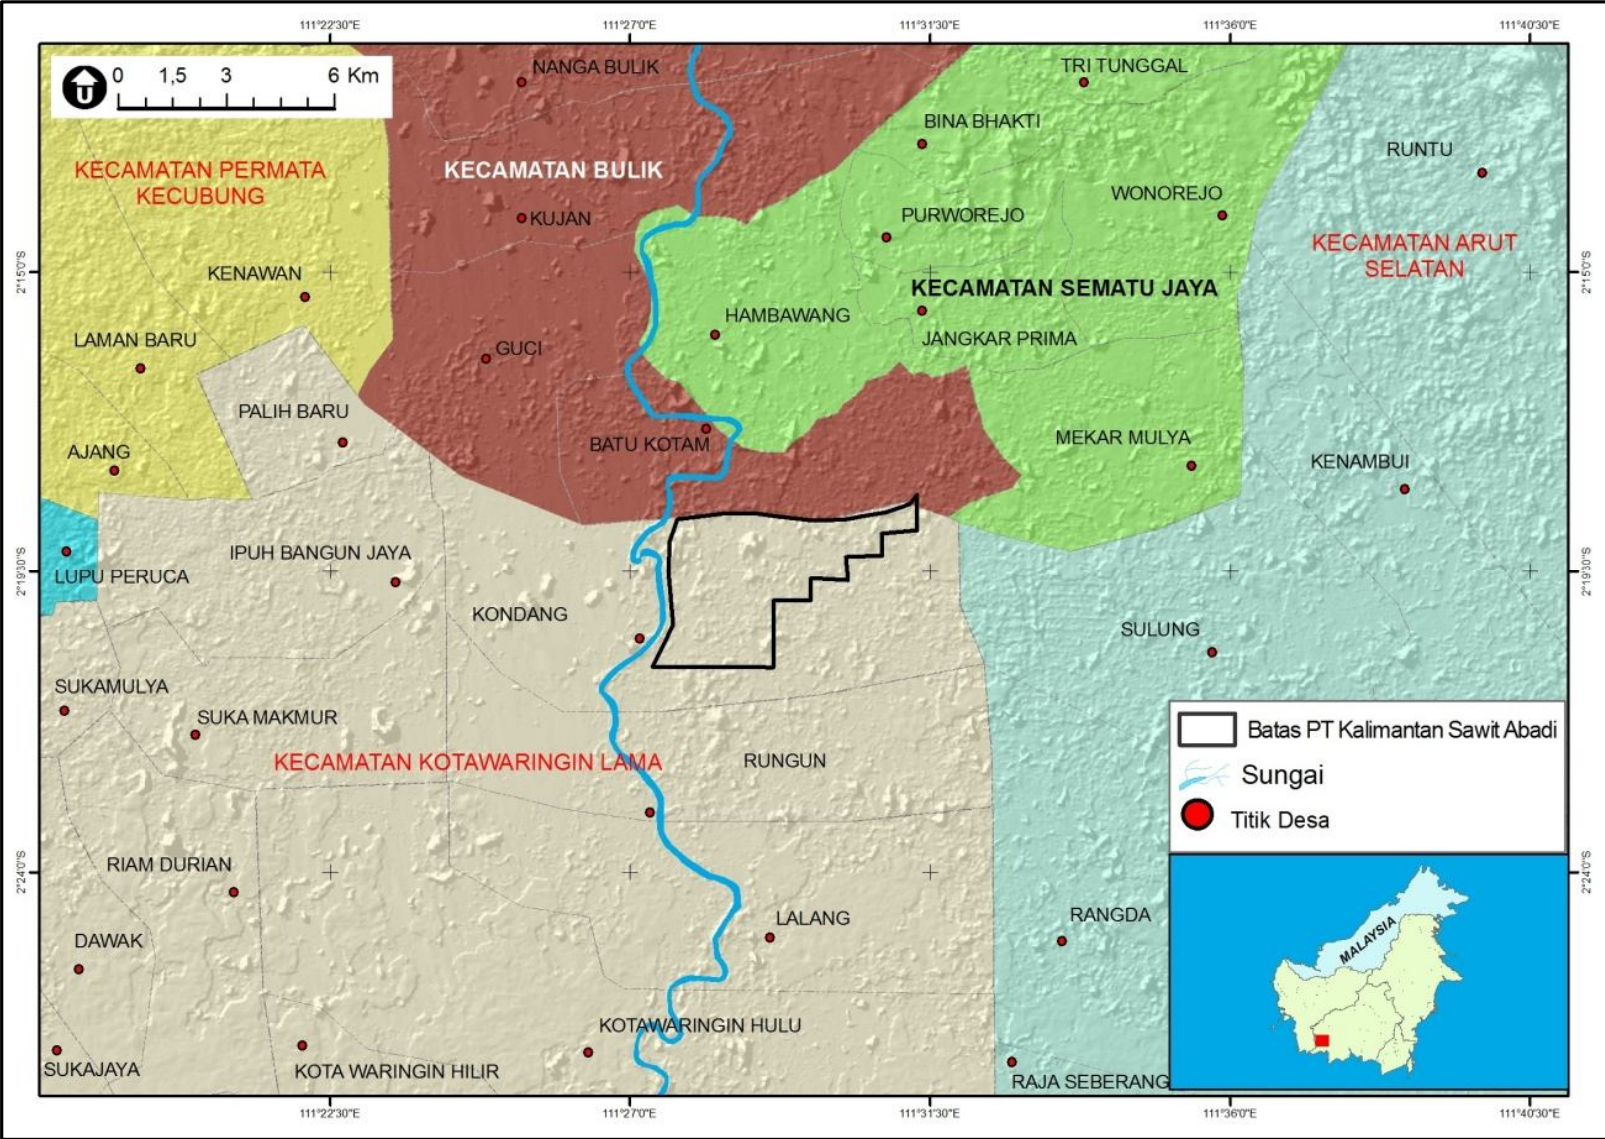 111°22'30"E
111°27'0"E
111°31'30"E
111°36'0"E
111°40'30"E
0 1,5 3 6 Km
U
NANGA BULIK
TRI TUNGGAL
BINA BHAKTI
RUNTU
KECAMATAN PERMATA
KECUBUNG
KECAMATAN BULIK
WONOREJO
KUJAN
PURWOREJO
KECAMATAN ARUT
SELATAN
2°15'0"S
2°15'0"S
KENAWAN
KECAMATAN SEMATU JAYA
HAMBAWANG
JANGKAR PRIMA
LAMAN BARU
GUCI
PALIH BARU
BATU KOTAM
MEKAR MULYA
AJANG
KENAMBUI
IPUH BANGUN JAYA
2°19'30"S
2°19'30"S
LUPU PERUCA
KONDANG
SULUNG
SUKAMULYA
SUKA MAKMUR
KECAMATAN KOTAWARINGIN LAMA
RUNGUN
Batas PT Kalimantan Sawit Abadi
Sungai
Titik Desa
RIAM DURIAN
2°24'0"S
2°24'0"S
LALANG
RANGDA
DAWAK
MALAYSIA
KOTAWARINGIN HULU
SUKAJAYA
KOTA WARINGIN HILIR
RAJA SEBERANG
111°22'30"E
111°27'0"E
111°31'30"E
111°36'0"E
111°40'30"E